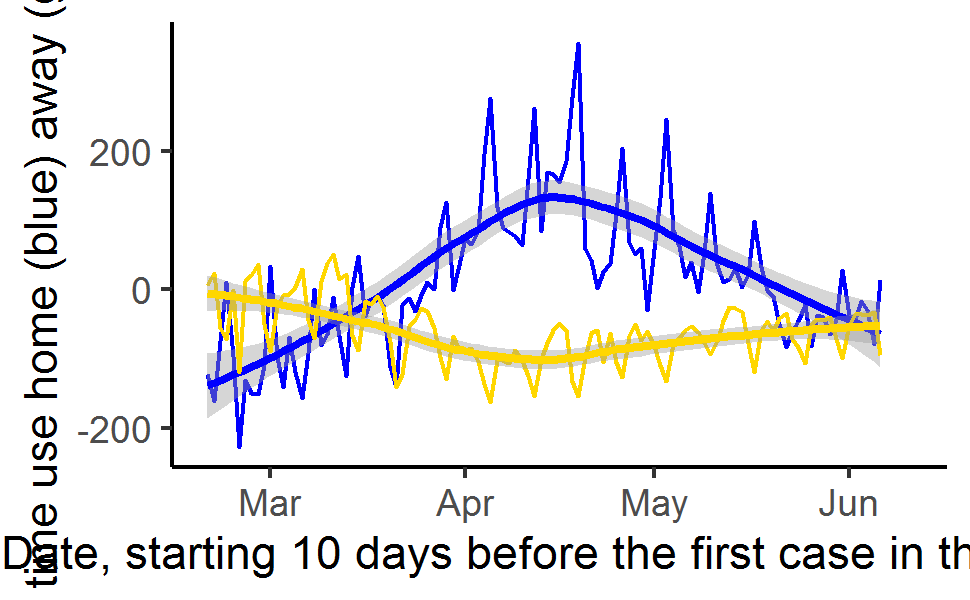 time use home (blue) away (
200
0
-200
Mar Apr May Jun
Date, starting 10 days before the first case in th